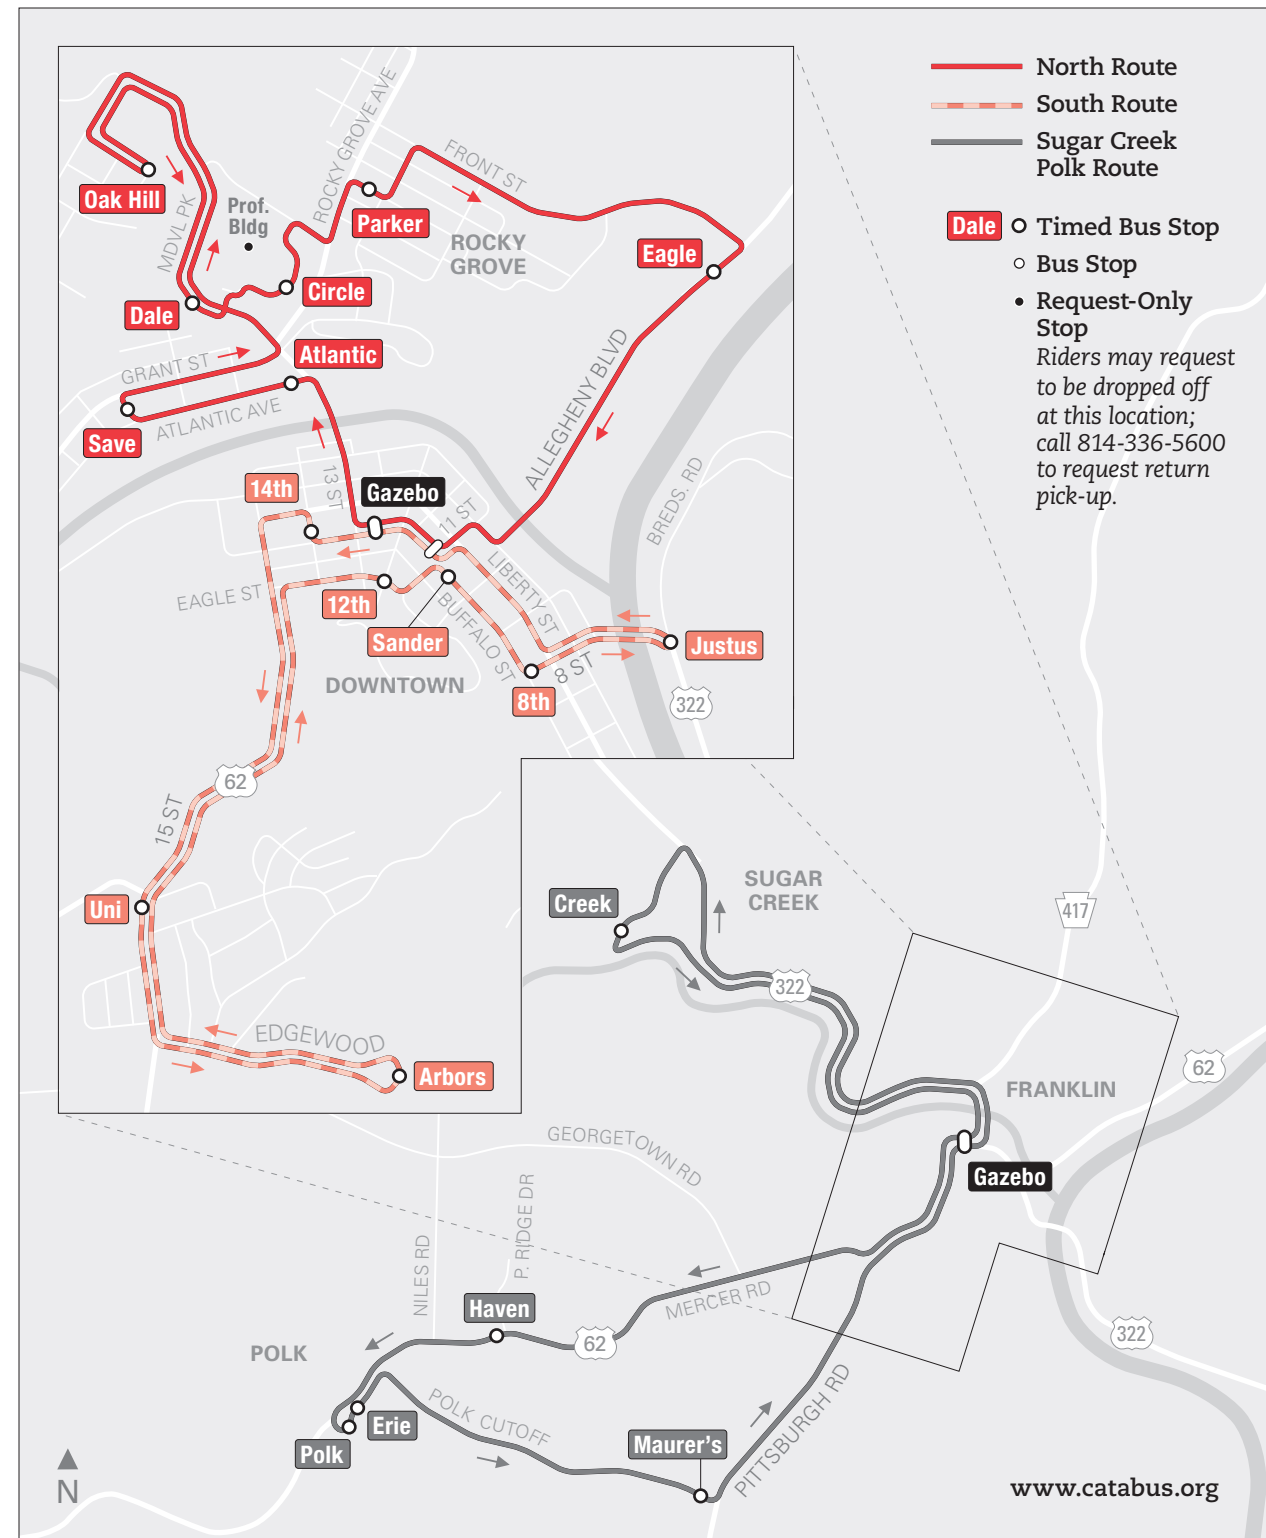 North Route
South Route
Sugar Creek
Polk Route
Dale
Timed Bus Stop
Bus Stop
Request-Only
Stop
Riders may request
to be dropped off
at this location;
call 814-336-5600
to request return
pick-up.
Oak Hill
MDVL PK
Prof.
Bldg
ROCKY GROVE AVE
Parker
FRONT ST
ROCKY
GROVE
Eagle
Circle
Dale
Atlantic
GRANT ST
ATLANTIC AVE
Save
ALLEGHENY BLVD
BREDS. RD
13 ST
14th
Gazebo
11 ST
LIBERTY ST
EAGLE ST
12th
Sander
BUFFALO ST
8 ST
Justus
DOWNTOWN
8th
322
62
15 ST
Uni
EDGEWOOD
Arbors
SUGAR
CREEK
Creek
417
322
62
FRANKLIN
GEORGETOWN RD
Gazebo
P. RIDGE DR
NILES RD
MERCER RD
Haven
62
322
POLK
POLK CUTOFF
PITTSBURGH RD
Erie
Polk
Maurer's
N
www.catabus.org